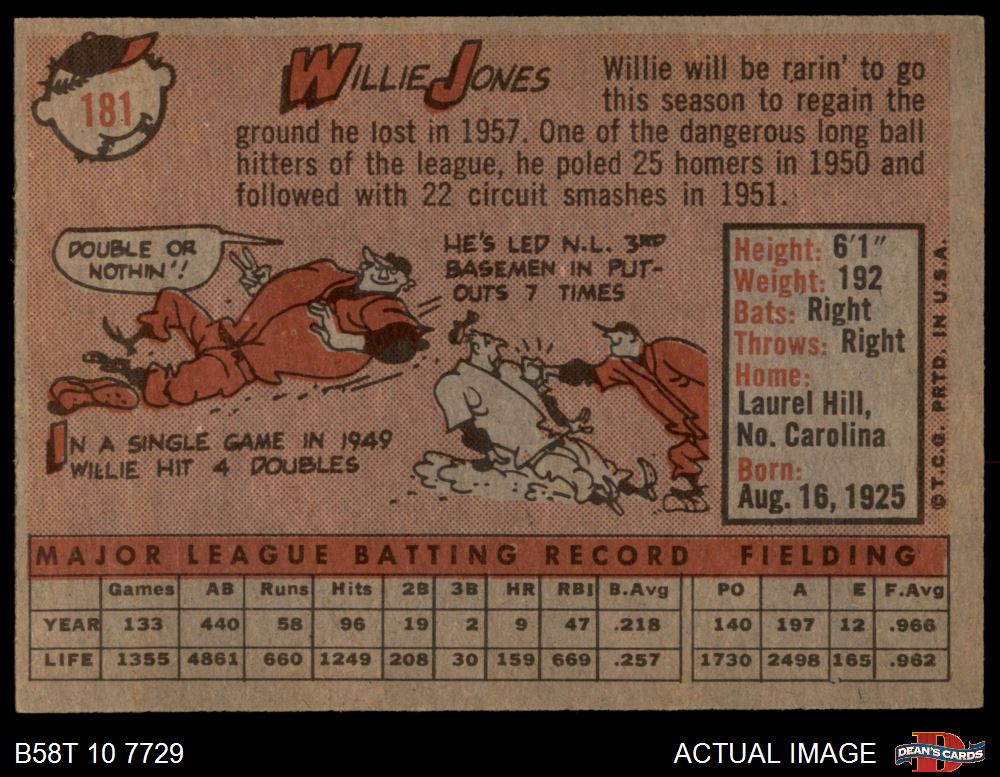 181
WILLIE JONES
Willie will be rarin' to go
this season to regain the
ground he lost in 1957. One of the dangerous long ball
hitters of the league, he poled 25 homers in 1950 and
followed with 22 circuit smashes in 1951.
DOUBLE OR
NOTHIN'!
HE'S LED N.L. 3RD
BASEMEN IN PUT-
OUTS 7 TIMES
IN A SINGLE GAME IN 1949
WILLIE HIT 4 DOUBLES
Height: 6'1"
Weight: 192
Bats: Right
Throws: Right
Home:
Laurel Hill,
No. Carolina
Born:
Aug. 16, 1925
© T.C.G. PRTD. IN U.S.A.
MAJOR LEAGUE BATTING RECORD FIELDING
Games AB Runs Hits 2B 3B HR RBI B.Avg PO A E F.Avg
YEAR 133 440 58 96 19 2 9 47 .218 140 197 12 .966
LIFE 1355 4861 660 1249 208 30 159 669 .257 1730 2498 165 .962
B58T 10 7729
ACTUAL IMAGE
DEAN'S CARDS